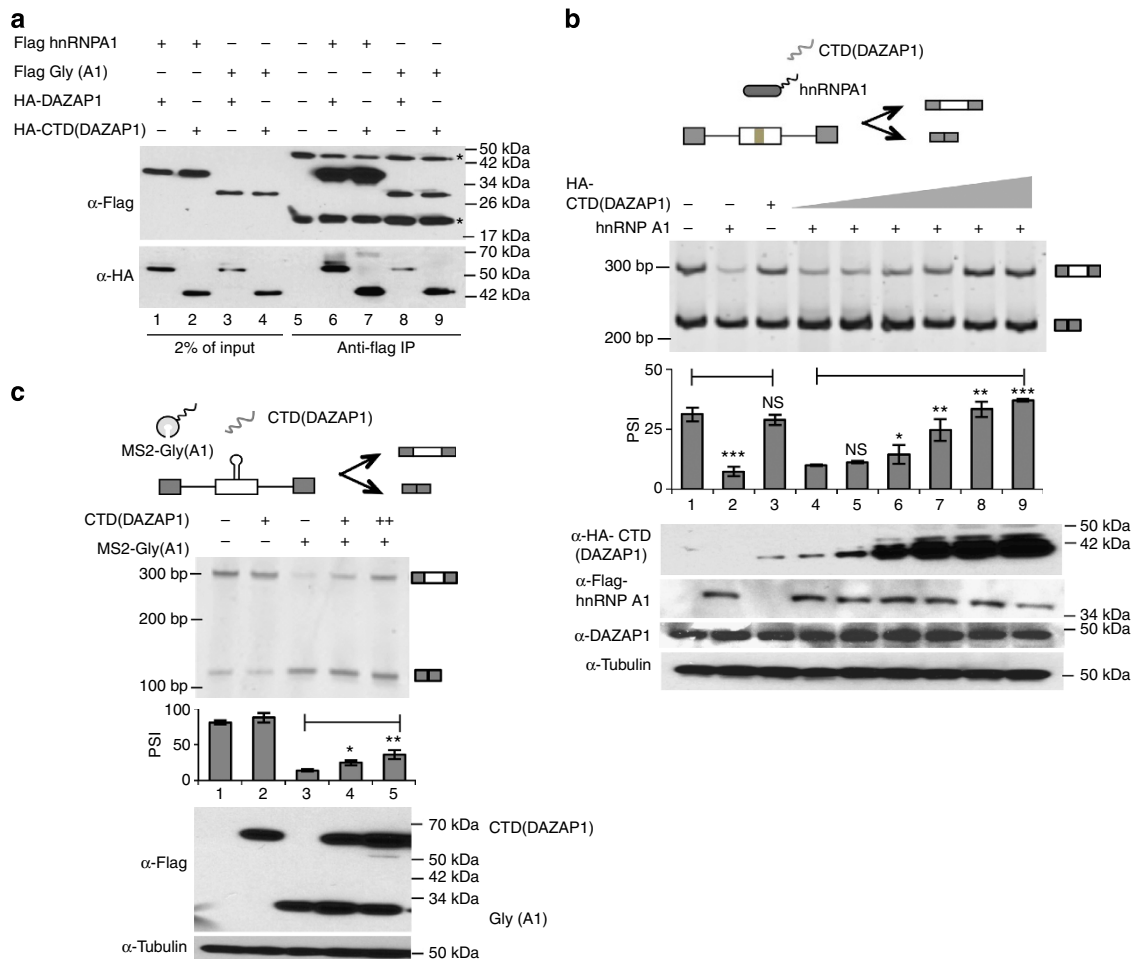 a
Flag hnRNPA1 + + – – – + + – –
Flag Gly (A1) – – + + – – – + +
HA-DAZAP1 + – + – – + – + –
HA-CTD(DAZAP1) – + – + – – + – +
α-Flag
50 kDa
42 kDa
34 kDa
26 kDa
17 kDa
*
*
α-HA
70 kDa
50 kDa
42 kDa
1 2 3 4 5 6 7 8 9
2% of input
Anti-flag IP
b
CTD(DAZAP1)
hnRNPA1
HA-
CTD(DAZAP1) – – +
hnRNP A1 – + – + + + + + +
300 bp
200 bp
50
25
0
PSI
*** NS NS * ** ** ***
1 2 3 4 5 6 7 8 9
α-HA- CTD
(DAZAP1)
50 kDa
42 kDa
α-Flag-
hnRNP A1
34 kDa
α-DAZAP1
50 kDa
α-Tubulin
50 kDa
c
MS2-Gly(A1)
CTD(DAZAP1)
CTD(DAZAP1) – + – + ++
MS2-Gly(A1) – – + + +
300 bp
200 bp
100 bp
100
50
0
PSI
* **
1 2 3 4 5
α-Flag
70 kDa
50 kDa
42 kDa
34 kDa
CTD(DAZAP1)
Gly (A1)
α-Tubulin
50 kDa